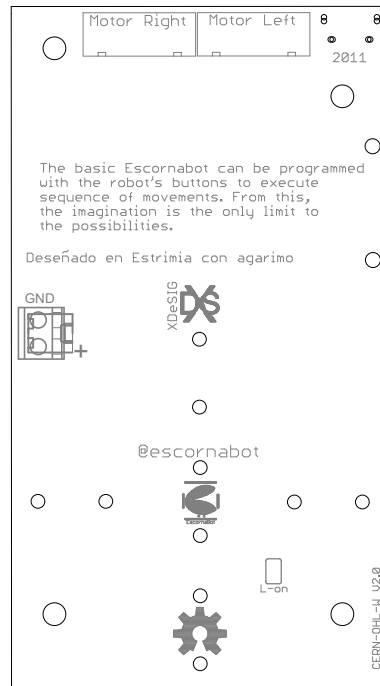 Motor Right Motor Left
2011
The basic Escornabot can be programmed
with the robot's buttons to execute
sequence of movements. From this,
the imagination is the only limit to
the possibilities.
Deseñado en Estrimia con agarimo
GND
XDeSIG
DXS
+
@escornabot
EscornaBot
L-on
CERN-OHL-W V2.0